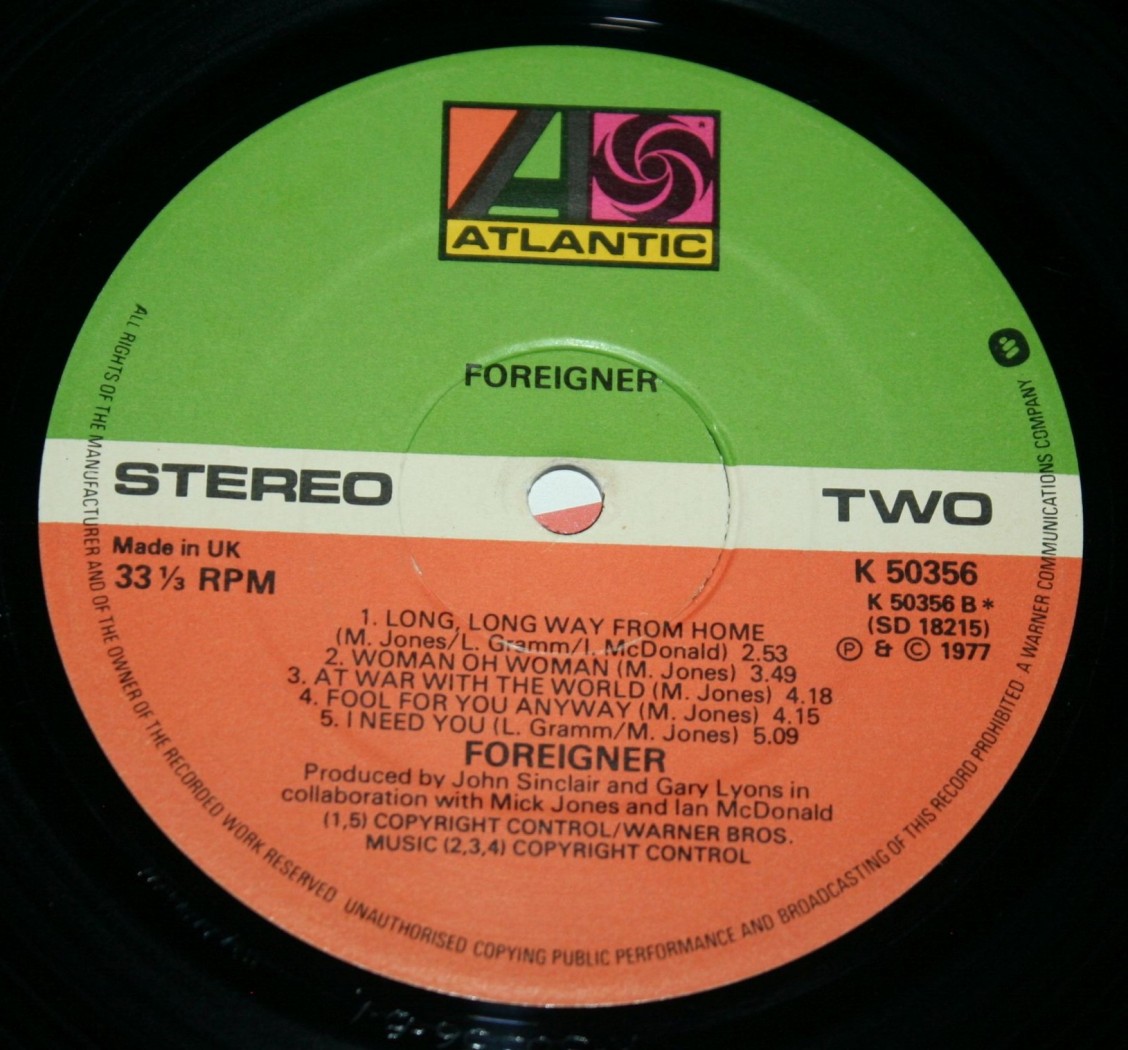 ATLANTIC
FOREIGNER
STEREO
TWO
Made in UK
33 ⅓ RPM
K 50356
K 50356 B*
(SD 18215)
Ⓟ & © 1977
1. LONG, LONG WAY FROM HOME
(M. Jones/L. Gramm/I. McDonald) 2.53
2. WOMAN OH WOMAN (M. Jones) 3.49
3. AT WAR WITH THE WORLD (M. Jones) 4.18
4. FOOL FOR YOU ANYWAY (M. Jones) 4.15
5. I NEED YOU (L. Gramm/M. Jones) 5.09
FOREIGNER
Produced by John Sinclair and Gary Lyons in
collaboration with Mick Jones and Ian McDonald
(1,5) COPYRIGHT CONTROL/WARNER BROS.
MUSIC (2,3,4) COPYRIGHT CONTROL
ALL RIGHTS OF THE MANUFACTURER AND OF THE OWNER OF THE RECORDED WORK RESERVED UNAUTHORISED COPYING PUBLIC PERFORMANCE AND BROADCASTING OF THIS RECORD PROHIBITED A WARNER COMMUNICATIONS COMPANY